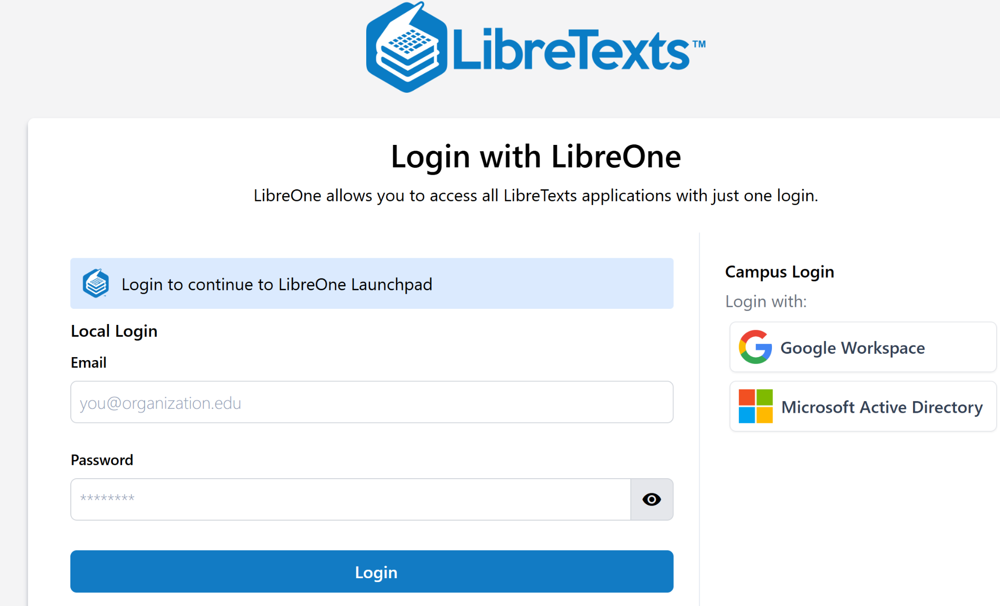 LibreTexts™
Login with LibreOne
LibreOne allows you to access all LibreTexts applications with just one login.
Login to continue to LibreOne Launchpad
Local Login
Email
you@organization.edu
Password
********
Login
Campus Login
Login with:
Google Workspace
Microsoft Active Directory